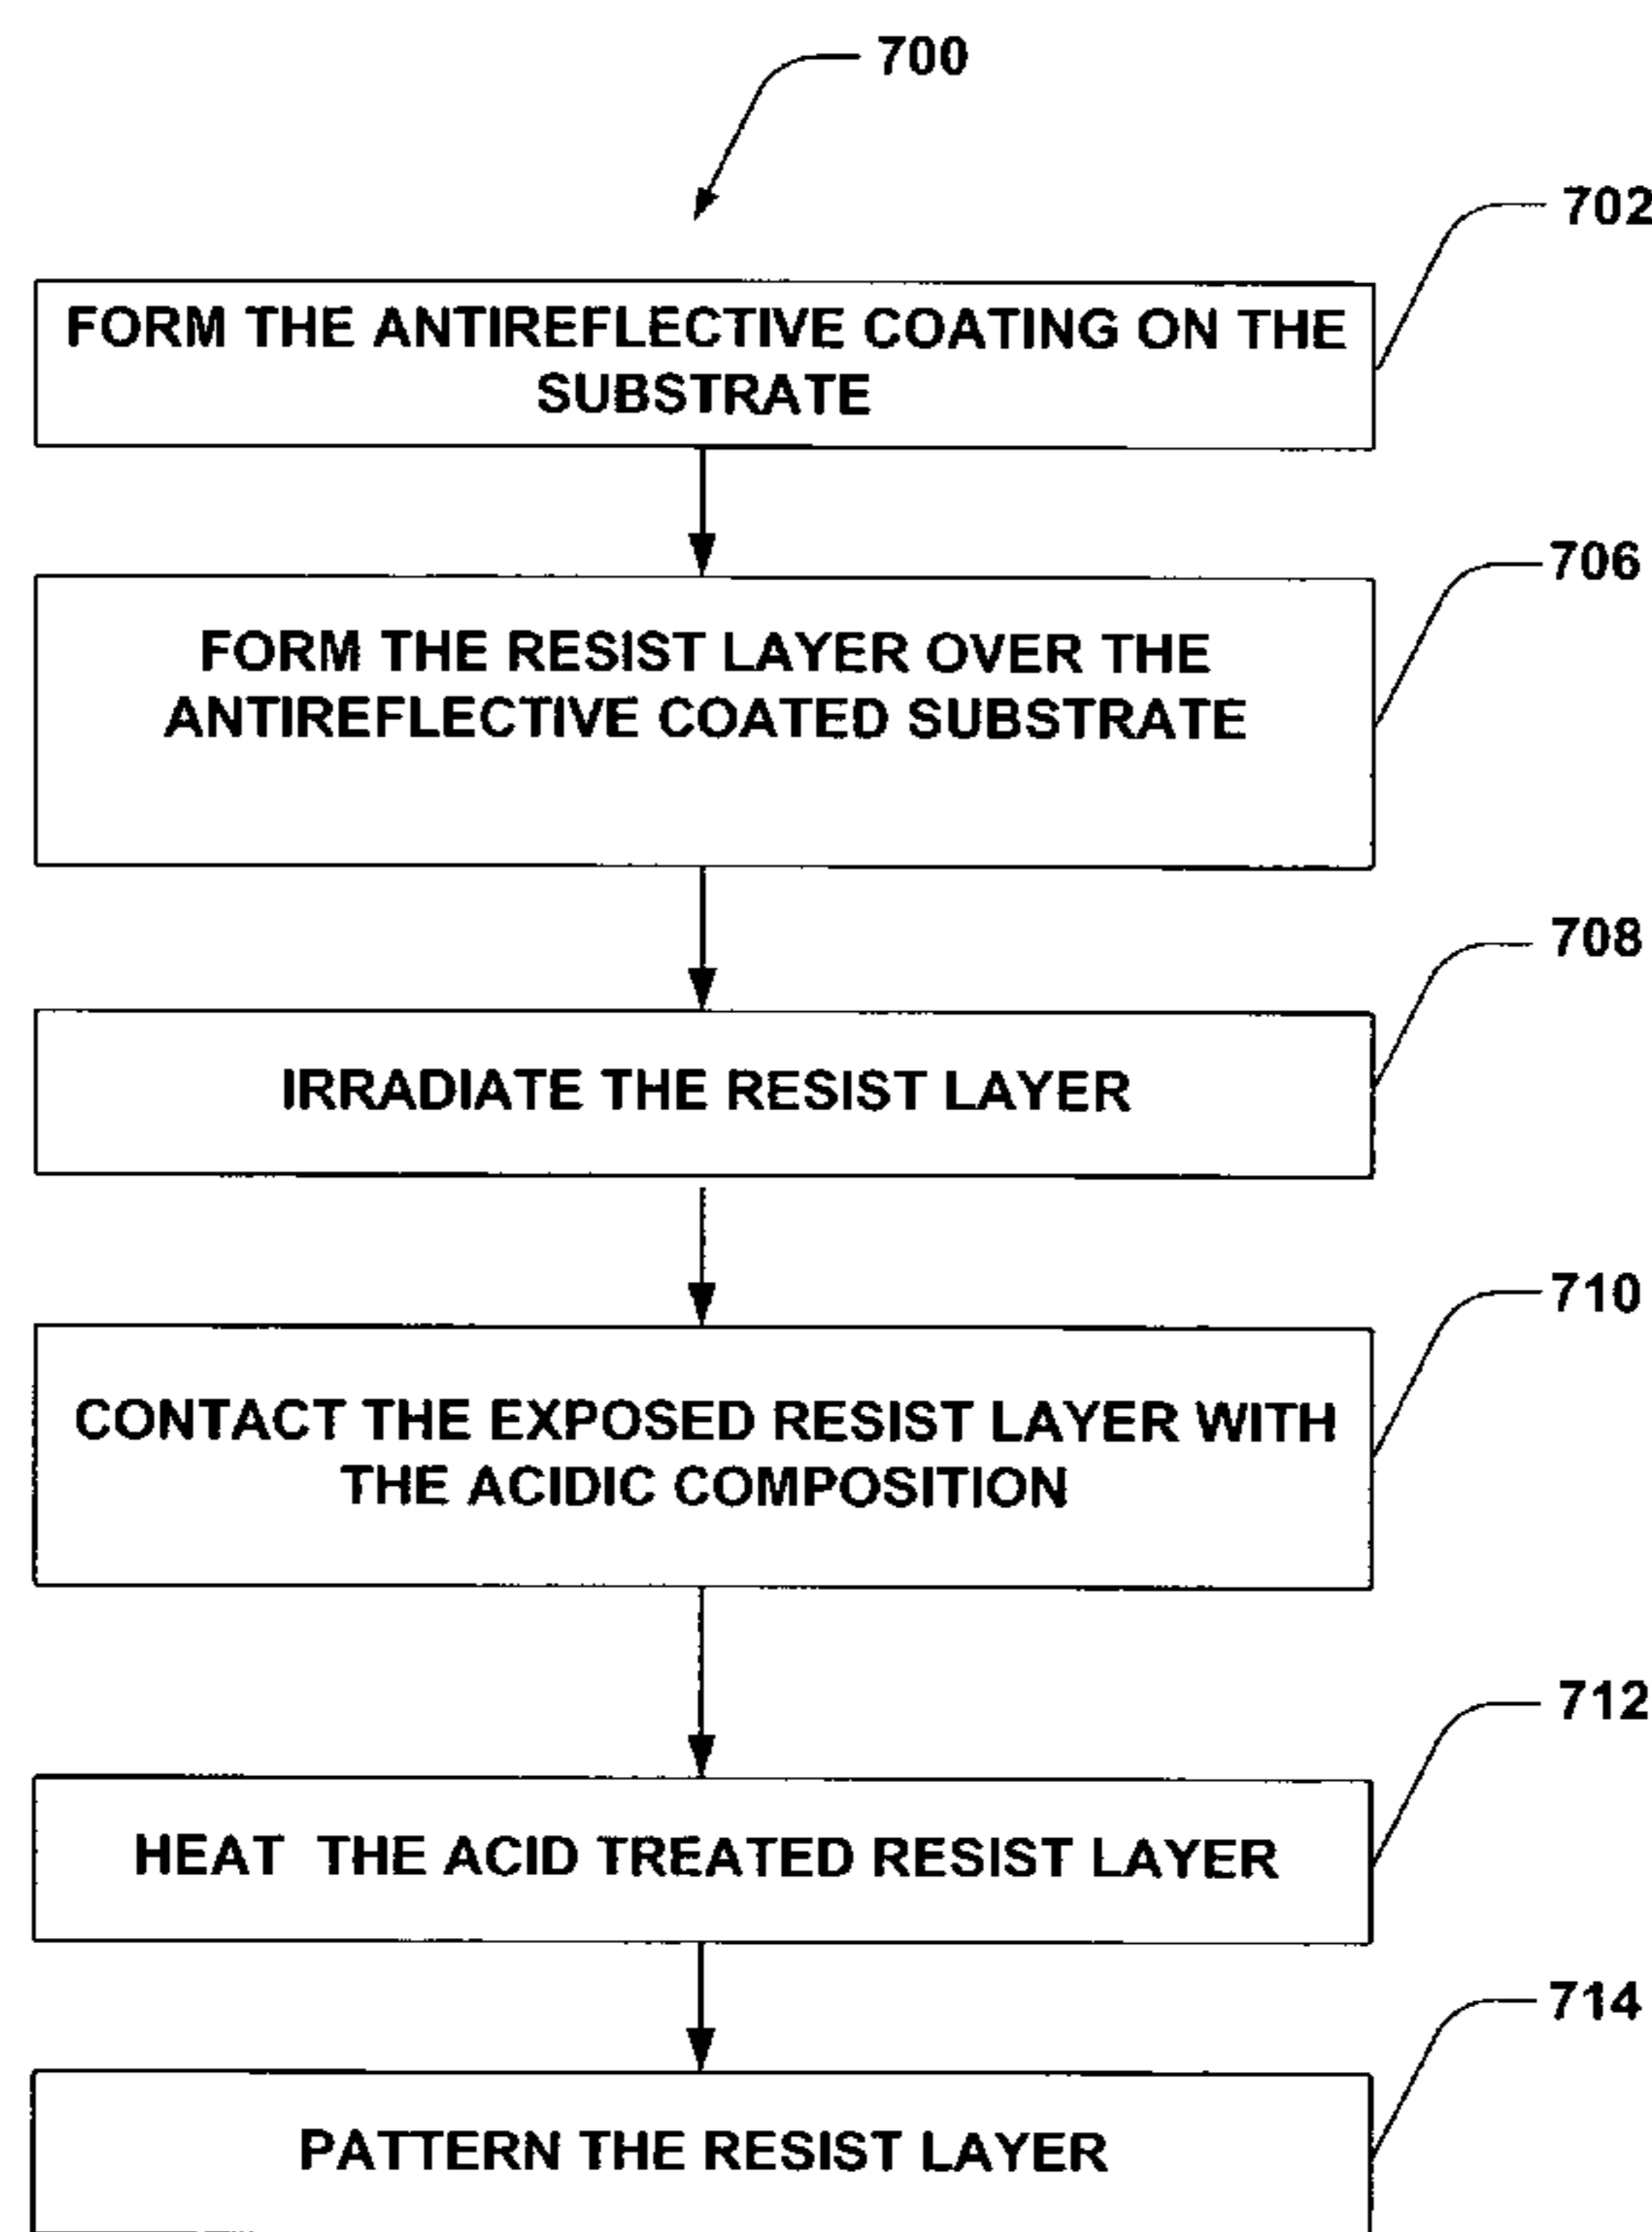 700
702
FORM THE ANTIREFLECTIVE COATING ON THE
SUBSTRATE
706
FORM THE RESIST LAYER OVER THE
ANTIREFLECTIVE COATED SUBSTRATE
708
IRRADIATE THE RESIST LAYER
710
CONTACT THE EXPOSED RESIST LAYER WITH
THE ACIDIC COMPOSITION
712
HEAT THE ACID TREATED RESIST LAYER
714
PATTERN THE RESIST LAYER